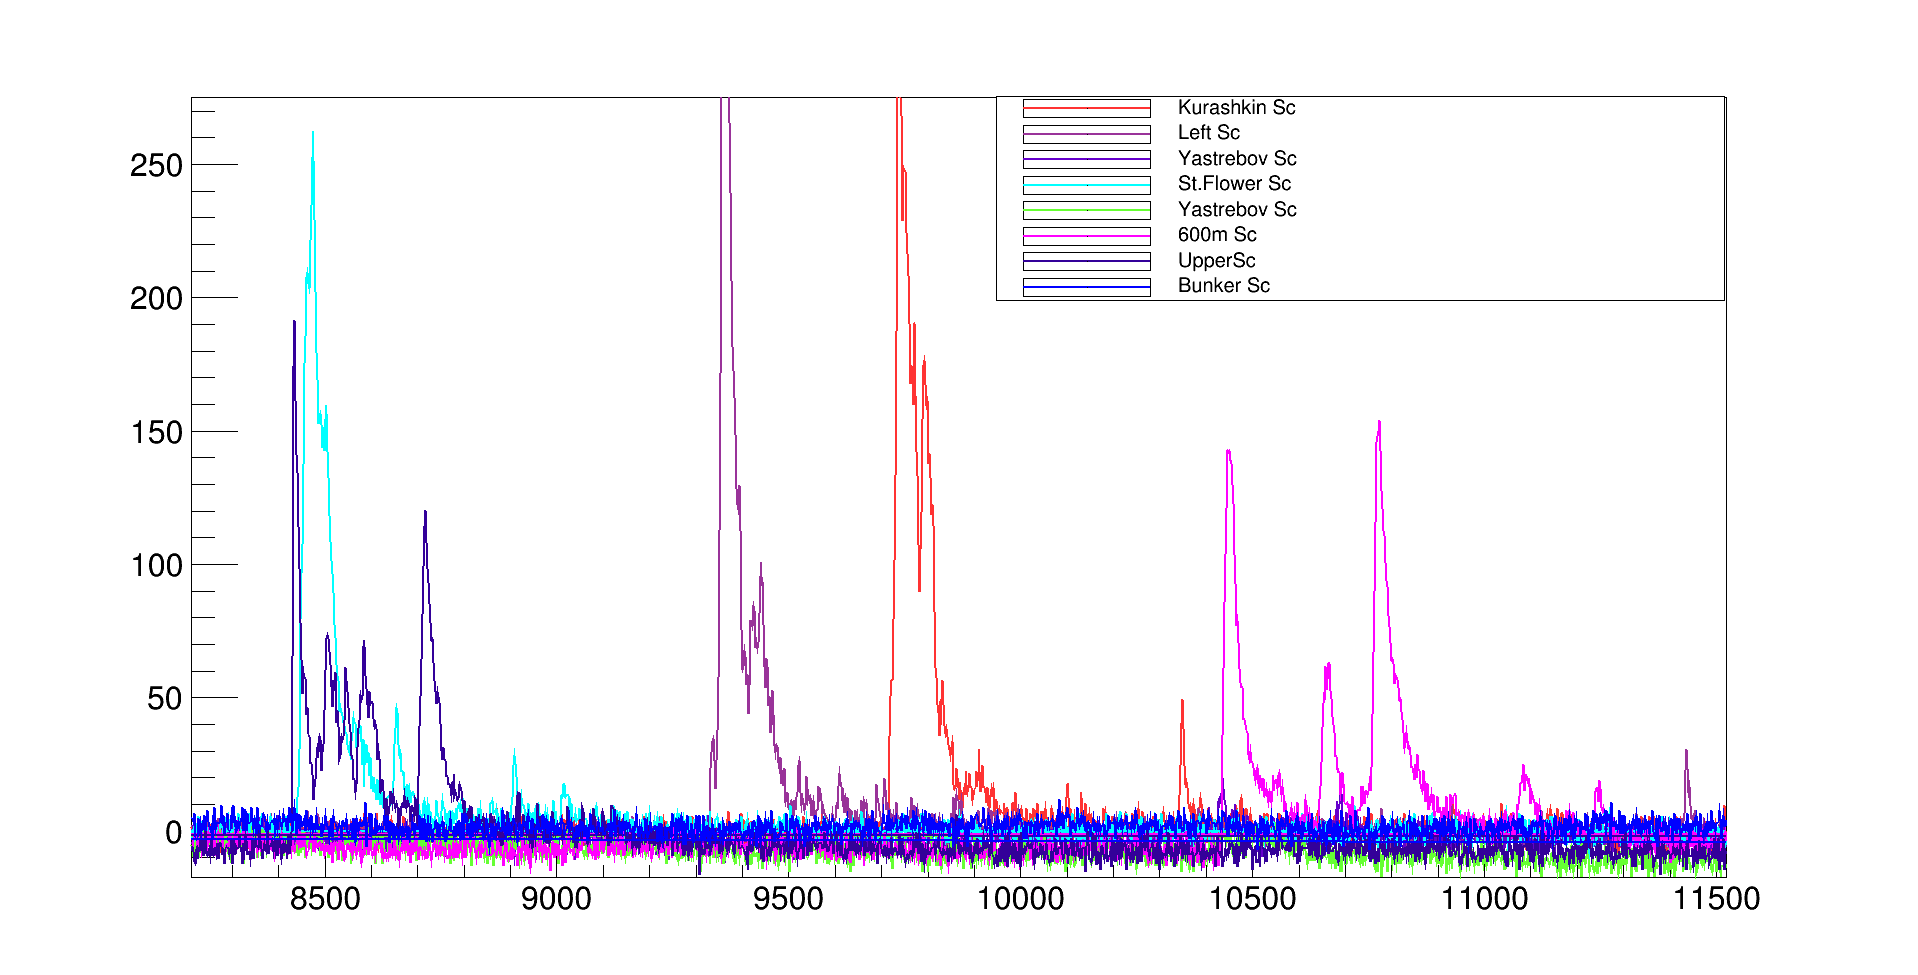 Kurashkin Sc
Left Sc
Yastrebov Sc
St.Flower Sc
Yastrebov Sc
600m Sc
UpperSc
Bunker Sc
250
200
150
100
50
0
8500 9000 9500 10000 10500 11000 11500